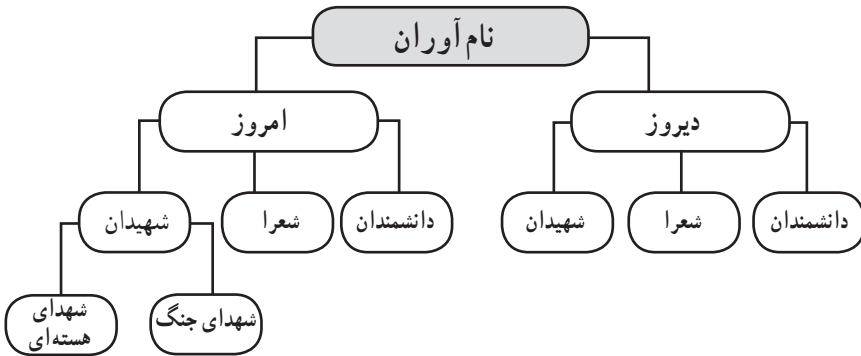 نام‌آوران
دیروز
امروز
دانشمندان
شعرا
شهیدان
دانشمندان
شعرا
شهیدان
شهدای جنگ
شهدای
هسته‌ای